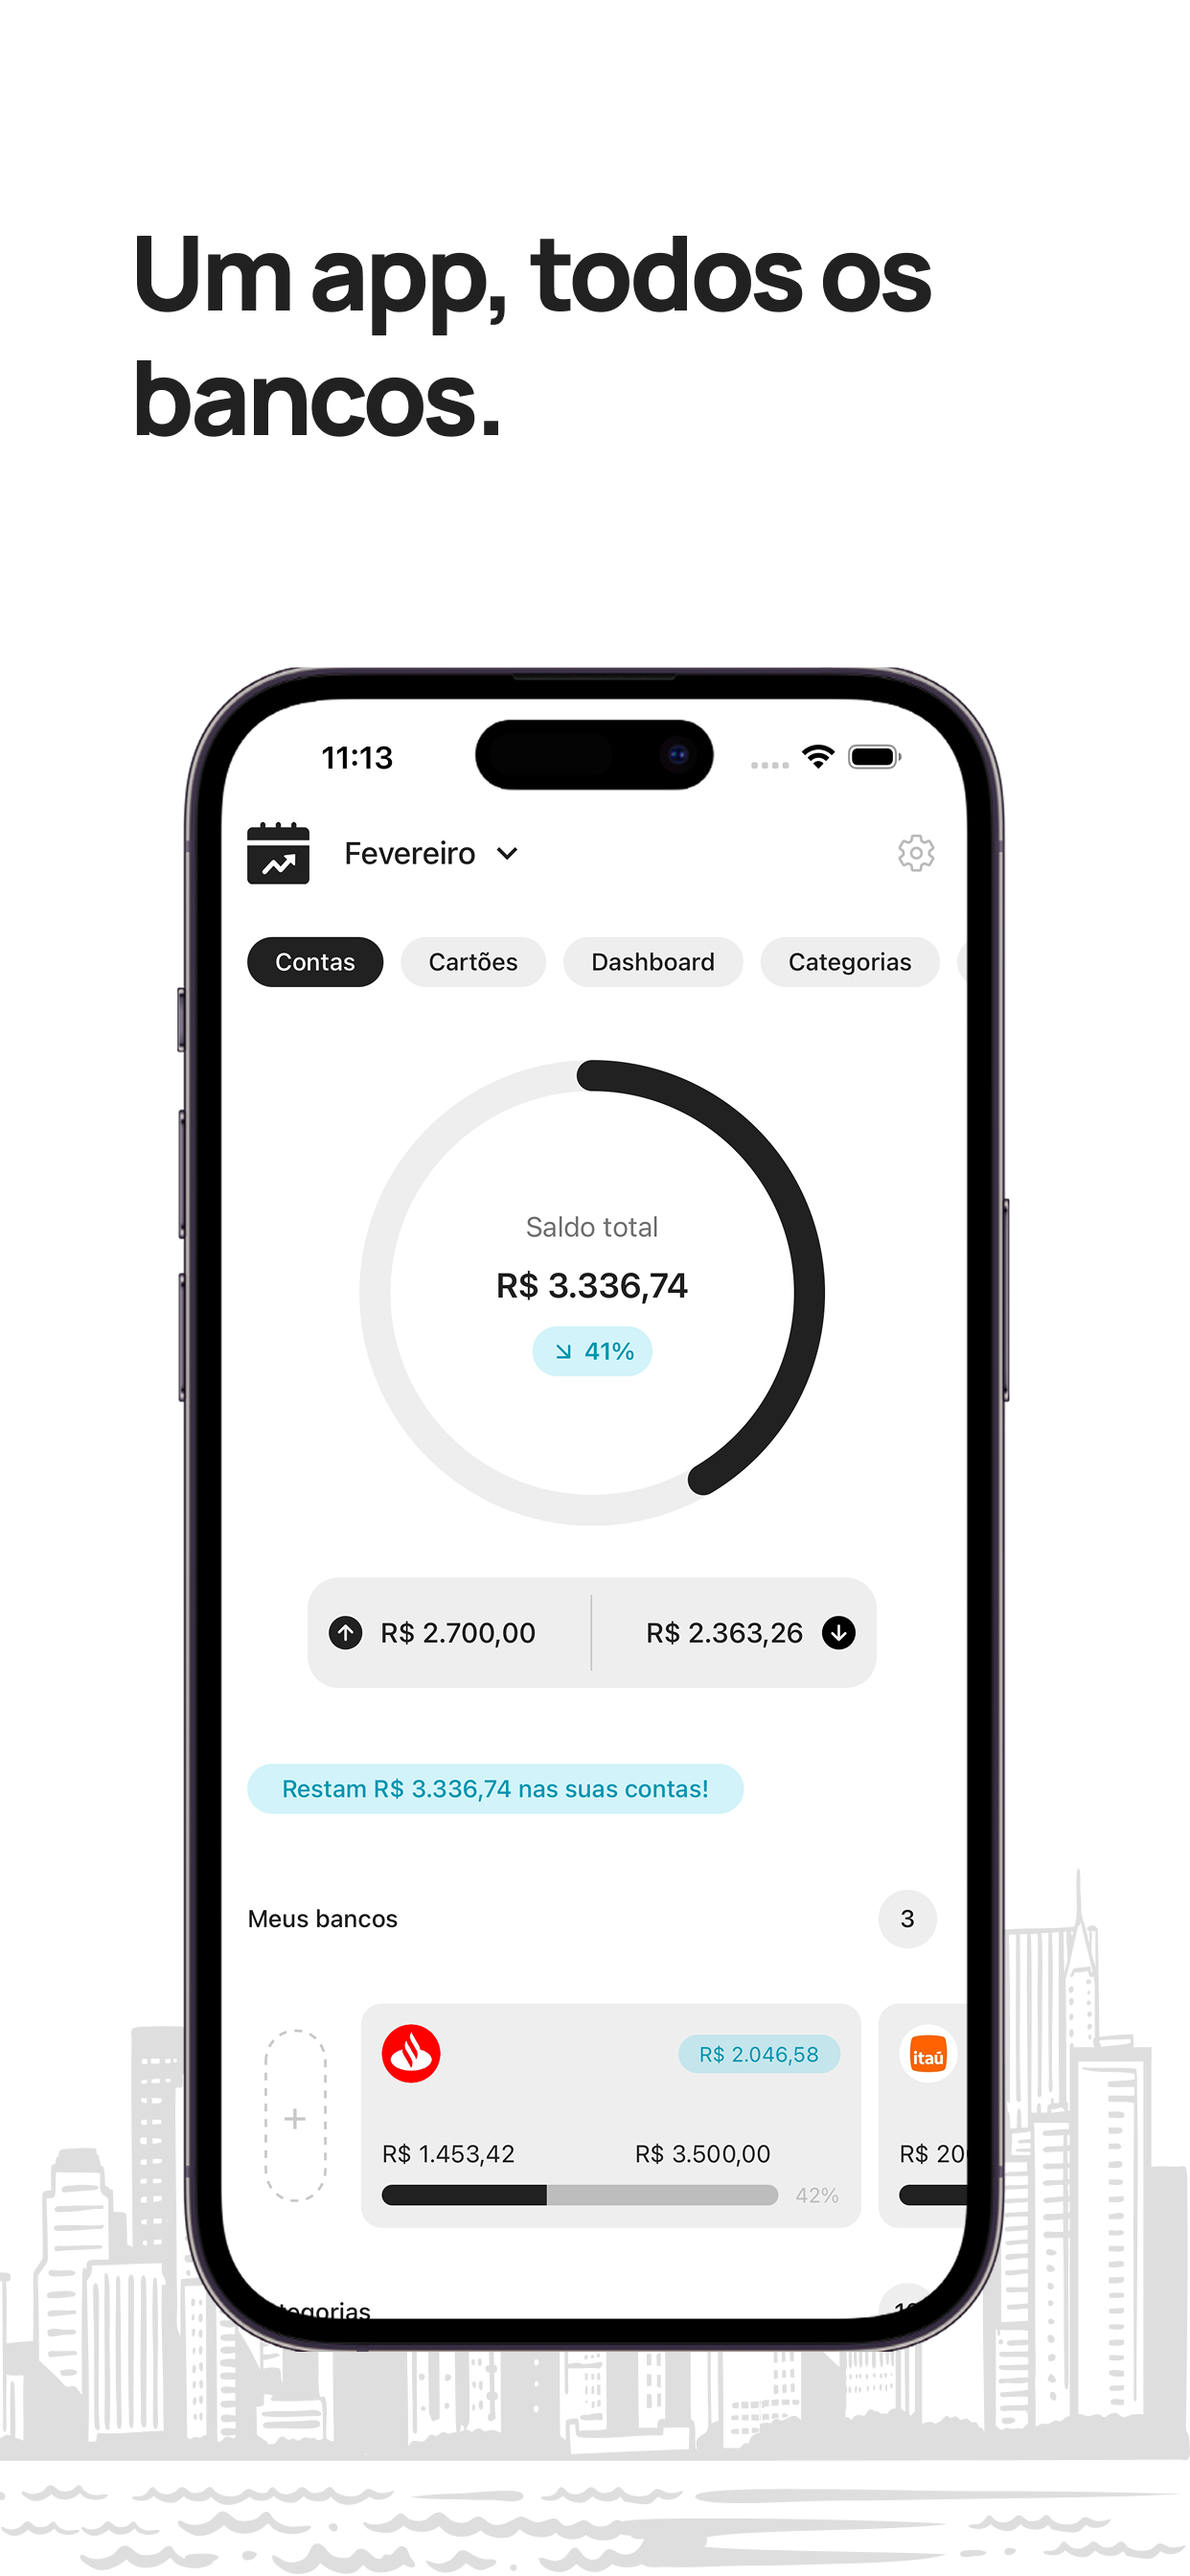 Um app, todos os
bancos.
11:13
Fevereiro
Contas Cartões Dashboard Categorias
Saldo total
R$ 3.336,74
41%
R$ 2.700,00 R$ 2.363,26
Restam R$ 3.336,74 nas suas contas!
Meus bancos 3
R$ 2.046,58 itaú
R$ 1.453,42 R$ 3.500,00 R$ 20
42%